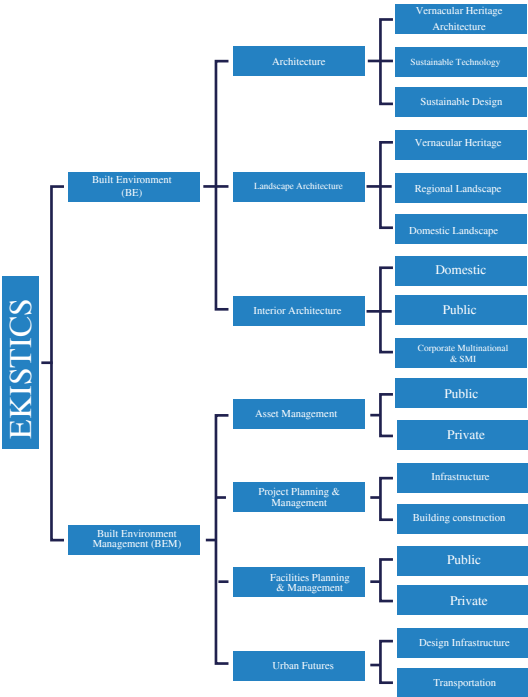 EKISTICS
Built Environment
(BE)
Architecture
Vernacular Heritage
Architecture
Sustainable Technology
Sustainable Design
Landscape Architecture
Vernacular Heritage
Regional Landscape
Domestic Landscape
Interior Architecture
Domestic
Public
Corporate Multinational
& SMI
Built Environment
Management (BEM)
Asset Management
Public
Private
Project Planning &
Management
Infrastructure
Building construction
Facilities Planning
& Management
Public
Private
Urban Futures
Design Infrastructure
Transportation